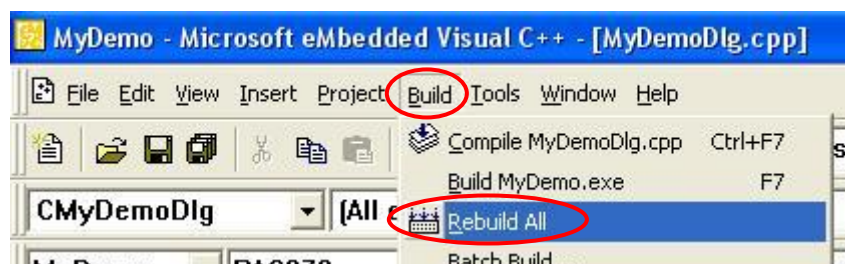 MyDemo - Microsoft eMbedded Visual C++ - [MyDemoDlg.cpp]
File Edit View Insert Project Build Tools Window Help
Compile MyDemoDlg.cpp Ctrl+F7
Build MyDemo.exe F7
CMyDemoDlg (All
Rebuild All
Batch Build